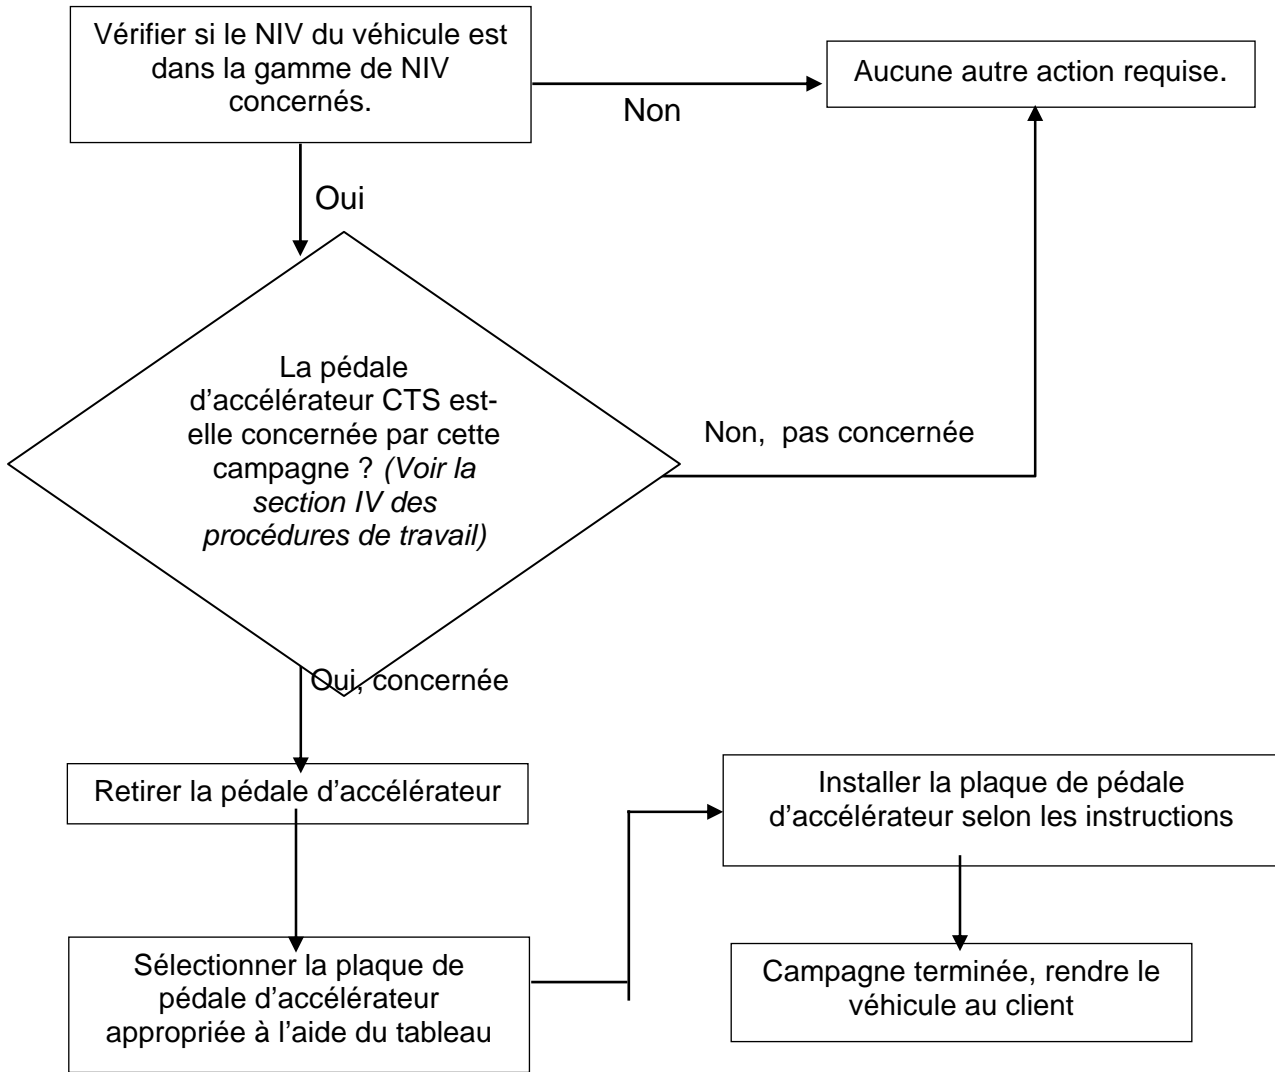 Vérifier si le NIV du véhicule est
dans la gamme de NIV
concernés.
Aucune autre action requise.
Non
Oui
La pédale
d’accélérateur CTS est-
elle concernée par cette
campagne ? (Voir la
section IV des
procédures de travail)
Non, pas concernée
Oui, concernée
Retirer la pédale d’accélérateur
Sélectionner la plaque de
pédale d’accélérateur
appropriée à l’aide du tableau
Installer la plaque de pédale
d’accélérateur selon les instructions
Campagne terminée, rendre le
véhicule au client